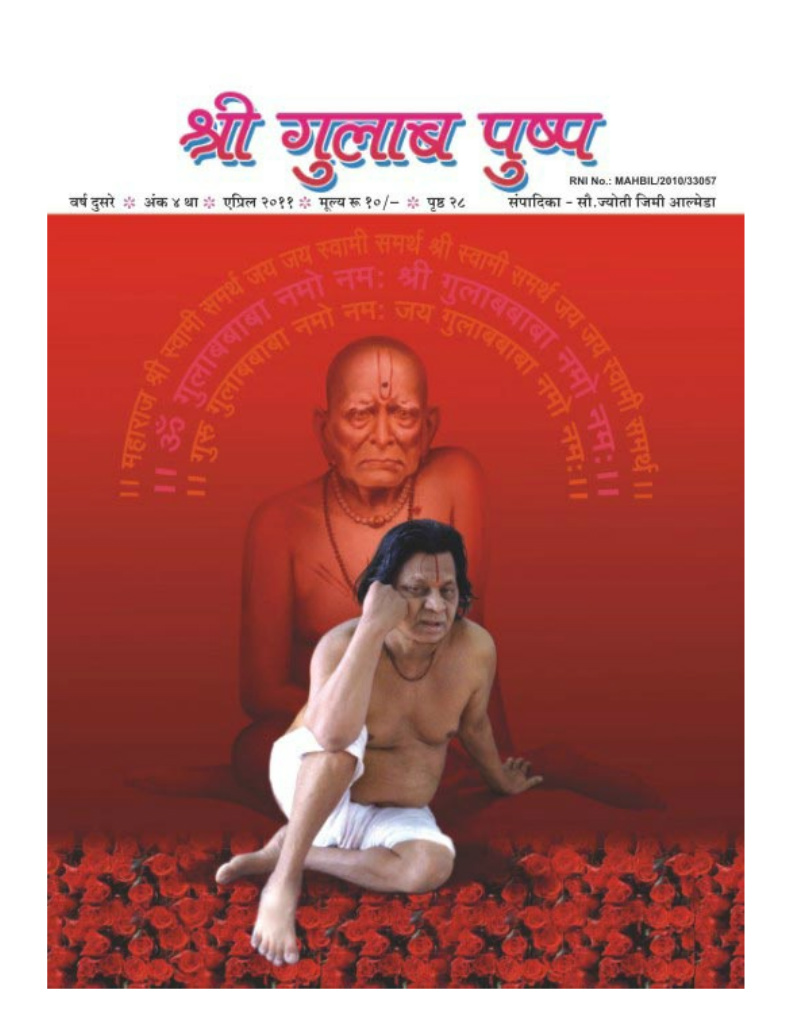 श्री गुलाब पुष्प
RNI No.: MAHBIL/2010/33057
वर्ष दुसरे ❊ अंक ४ था ❊ एप्रिल २०११ ❊ मूल्य रू १०/– ❊ पृष्ठ २८ संपादिका - सौ.ज्योती जिमी आल्मेडा
।। महाराज श्री स्वामी समर्थ जय जय स्वामी समर्थ श्री स्वामी समर्थ जय जय स्वामी समर्थ ।।
।। ॐ गुलाबबाबा नमो नमः श्री गुलाबबाबा नमो नमः ।।
।। गुरू गुलाबबाबा नमो नमः जय गुलाबबाबा नमो नमः ।।